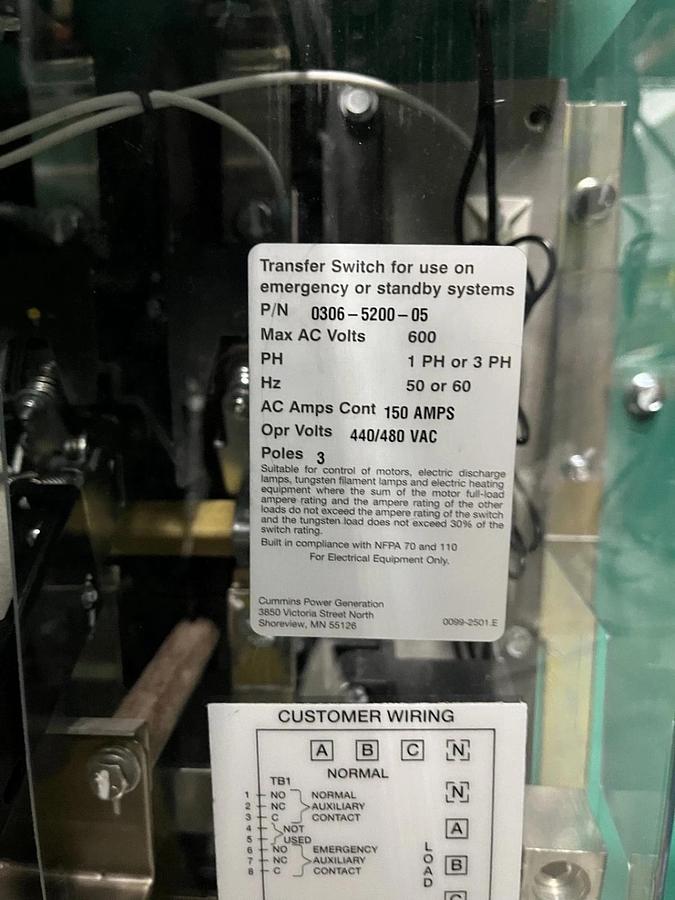 Transfer Switch for use on
emergency or standby systems
P/N 0306-5200-05
Max AC Volts 600
PH 1 PH or 3 PH
Hz 50 or 60
AC Amps Cont 150 AMPS
Opr Volts 440/480 VAC
Poles 3
Suitable for control of motors, electric discharge
lamps, tungsten filament lamps and electric heating
equipment where the sum of the motor full-load
ampere rating and the ampere rating of the other
loads do not exceed the ampere rating of the switch
and the tungsten load does not exceed 30% of the
switch rating.
Built in compliance with NFPA 70 and 110
For Electrical Equipment Only.
Cummins Power Generation
3850 Victoria Street North
Shoreview, MN 55126 0099-2501.E
CUSTOMER WIRING
A B C N
NORMAL
TB1
N
1 NO NORMAL
2 NC AUXILIARY
3 C CONTACT
4 NOT
5 USED
A
6 NO EMERGENCY
7 NC AUXILIARY
8 C CONTACT
LOAD
B
C